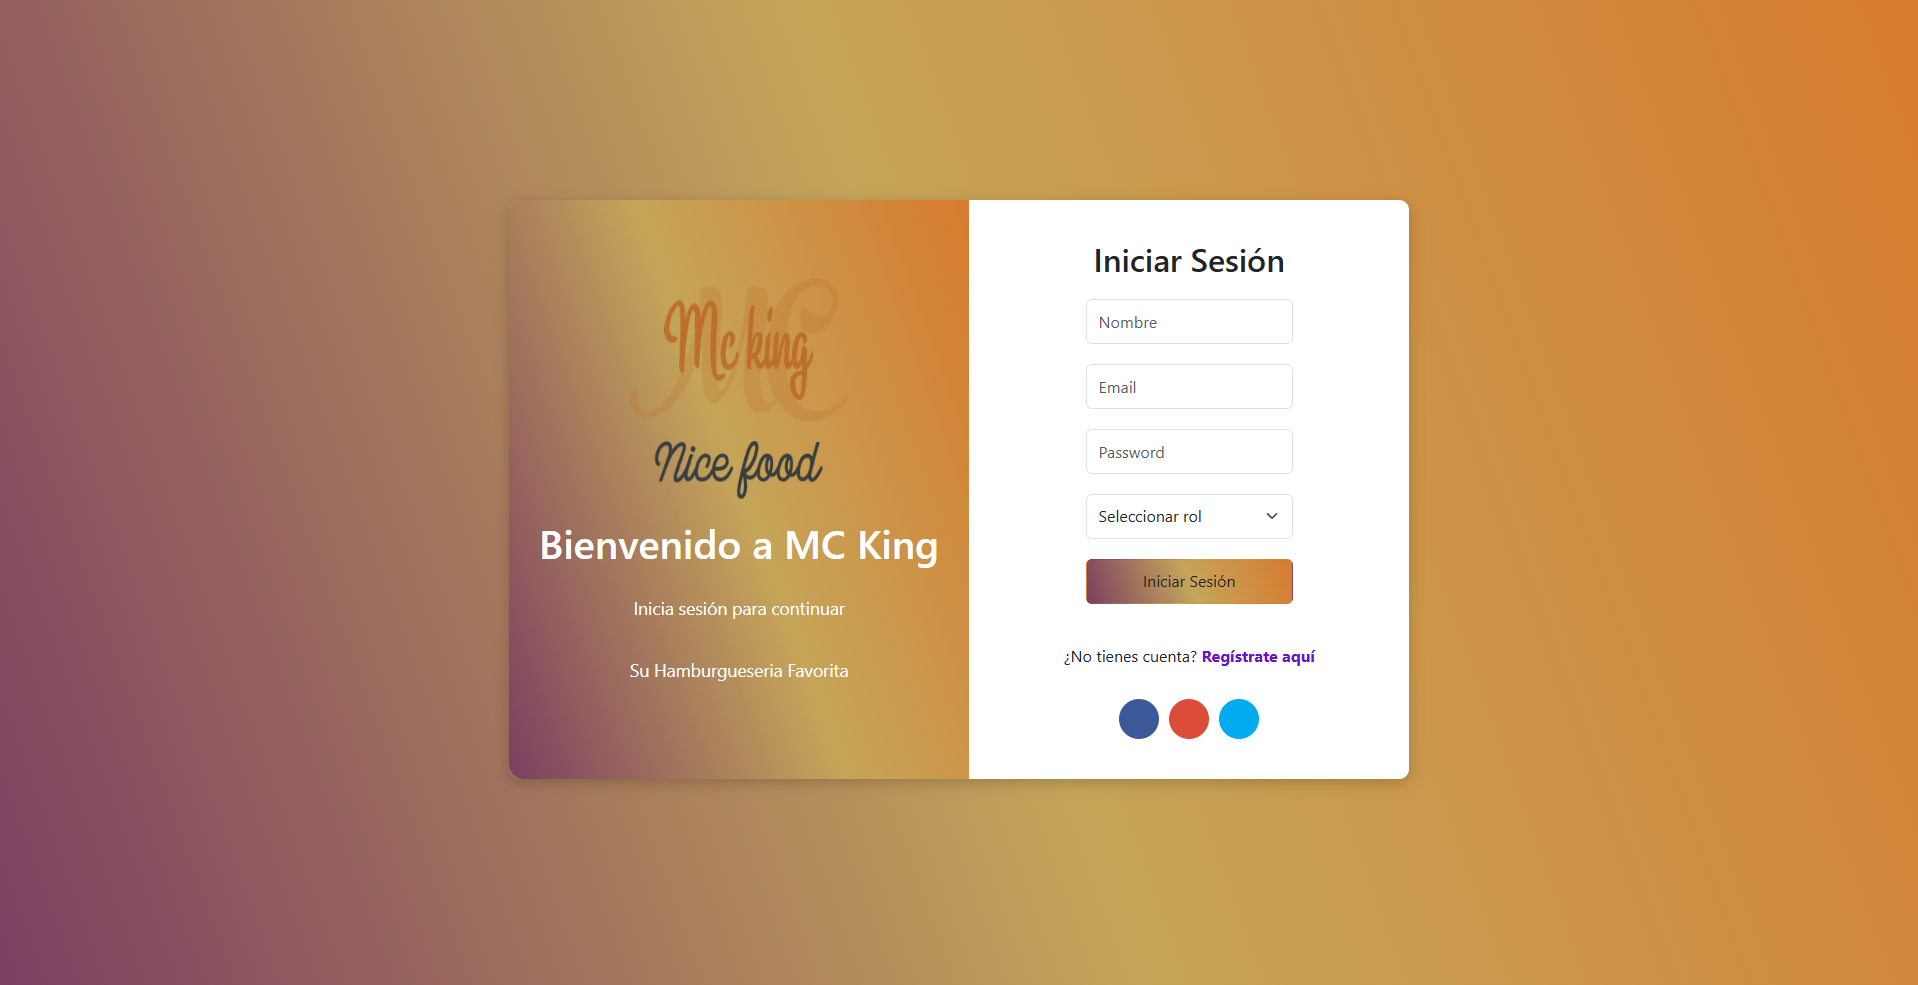 MC
Mc king
Nice food
Bienvenido a MC King
Inicia sesión para continuar
Su Hamburgueseria Favorita
Iniciar Sesión
Nombre
Email
Password
Seleccionar rol
Iniciar Sesión
¿No tienes cuenta? Regístrate aquí